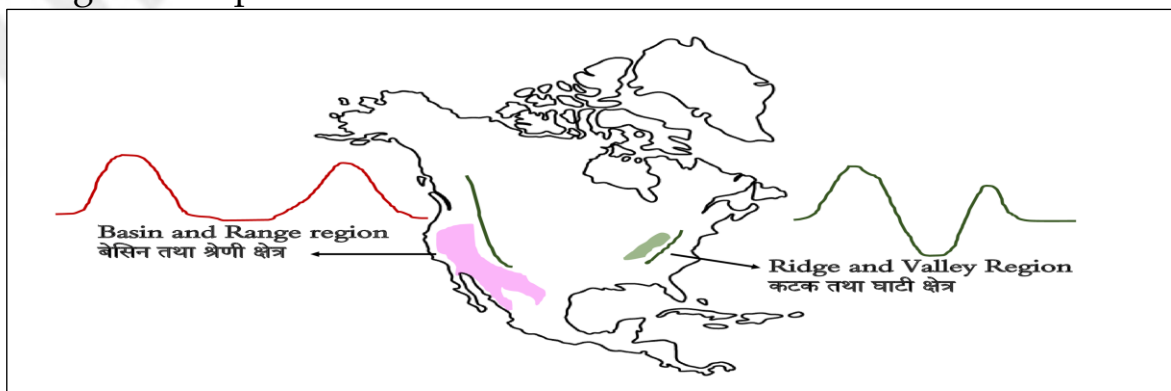 Basin and Range region
बेसिन तथा श्रेणी क्षेत्र
Ridge and Valley Region
कटक तथा घाटी क्षेत्र